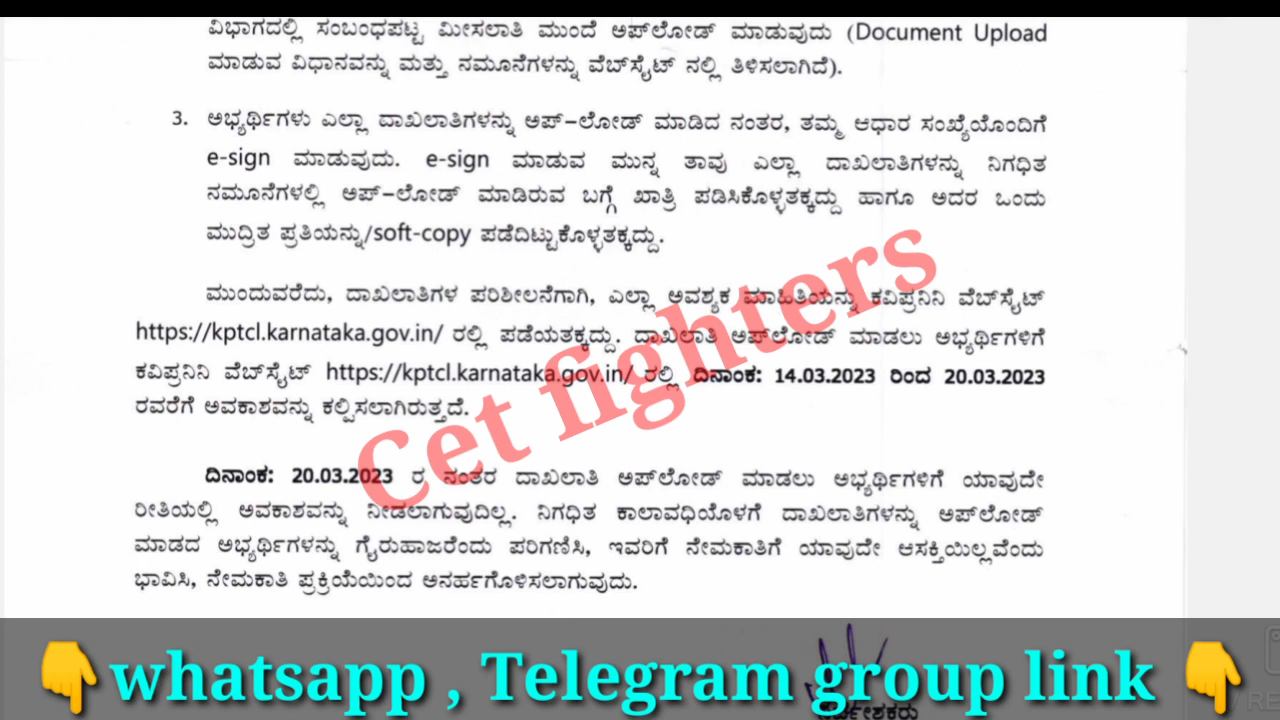 ವಿಭಾಗದಲ್ಲಿ ಸಂಬಂಧಪಟ್ಟ ಮೀಸಲಾತಿ ಮುಂದೆ ಅಪ್‌ಲೋಡ್ ಮಾಡುವುದು (Document Upload
ಮಾಡುವ ವಿಧಾನವನ್ನು ಮತ್ತು ನಮೂನೆಗಳನ್ನು ವೆಬ್‌ಸೈಟ್ ನಲ್ಲಿ ತಿಳಿಸಲಾಗಿದೆ).
3. ಅಭ್ಯರ್ಥಿಗಳು ಎಲ್ಲಾ ದಾಖಲಾತಿಗಳನ್ನು ಅಪ್–ಲೋಡ್ ಮಾಡಿದ ನಂತರ, ತಮ್ಮ ಆಧಾರ ಸಂಖ್ಯೆಯೊಂದಿಗೆ
e-sign ಮಾಡುವುದು. e-sign ಮಾಡುವ ಮುನ್ನ ತಾವು ಎಲ್ಲಾ ದಾಖಲಾತಿಗಳನ್ನು ನಿಗಧಿತ
ನಮೂನೆಗಳಲ್ಲಿ ಅಪ್–ಲೋಡ್ ಮಾಡಿರುವ ಬಗ್ಗೆ ಖಾತ್ರಿ ಪಡಿಸಿಕೊಳ್ಳತಕ್ಕದ್ದು ಹಾಗೂ ಅದರ ಒಂದು
ಮುದ್ರಿತ ಪ್ರತಿಯನ್ನು/soft-copy ಪಡೆದಿಟ್ಟುಕೊಳ್ಳತಕ್ಕದ್ದು.
ಮುಂದುವರೆದು, ದಾಖಲಾತಿಗಳ ಪರಿಶೀಲನೆಗಾಗಿ, ಎಲ್ಲಾ ಅವಶ್ಯಕ ಮಾಹಿತಿಯನ್ನು ಕವಿಪ್ರನಿನಿ ವೆಬ್‌ಸೈಟ್
https://kptcl.karnataka.gov.in/ ರಲ್ಲಿ ಪಡೆಯತಕ್ಕದ್ದು. ದಾಖಲಾತಿ ಅಪ್‌ಲೋಡ್ ಮಾಡಲು ಅಭ್ಯರ್ಥಿಗಳಿಗೆ
ಕವಿಪ್ರನಿನಿ ವೆಬ್‌ಸೈಟ್ https://kptcl.karnataka.gov.in/ ರಲ್ಲಿ ದಿನಾಂಕ: 14.03.2023 ರಿಂದ 20.03.2023
ರವರೆಗೆ ಅವಕಾಶವನ್ನು ಕಲ್ಪಿಸಲಾಗಿರುತ್ತದೆ.
Cet fighters
ದಿನಾಂಕ: 20.03.2023 ರ ನಂತರ ದಾಖಲಾತಿ ಅಪ್‌ಲೋಡ್ ಮಾಡಲು ಅಭ್ಯರ್ಥಿಗಳಿಗೆ ಯಾವುದೇ
ರೀತಿಯಲ್ಲಿ ಅವಕಾಶವನ್ನು ನೀಡಲಾಗುವುದಿಲ್ಲ. ನಿಗಧಿತ ಕಾಲಾವಧಿಯೊಳಗೆ ದಾಖಲಾತಿಗಳನ್ನು ಅಪ್‌ಲೋಡ್
ಮಾಡದ ಅಭ್ಯರ್ಥಿಗಳನ್ನು ಗೈರುಹಾಜರೆಂದು ಪರಿಗಣಿಸಿ, ಇವರಿಗೆ ನೇಮಕಾತಿಗೆ ಯಾವುದೇ ಆಸಕ್ತಿಯಿಲ್ಲವೆಂದು
ಭಾವಿಸಿ, ನೇಮಕಾತಿ ಪ್ರಕ್ರಿಯೆಯಿಂದ ಅನರ್ಹಗೊಳಿಸಲಾಗುವುದು.
whatsapp , Telegram group link